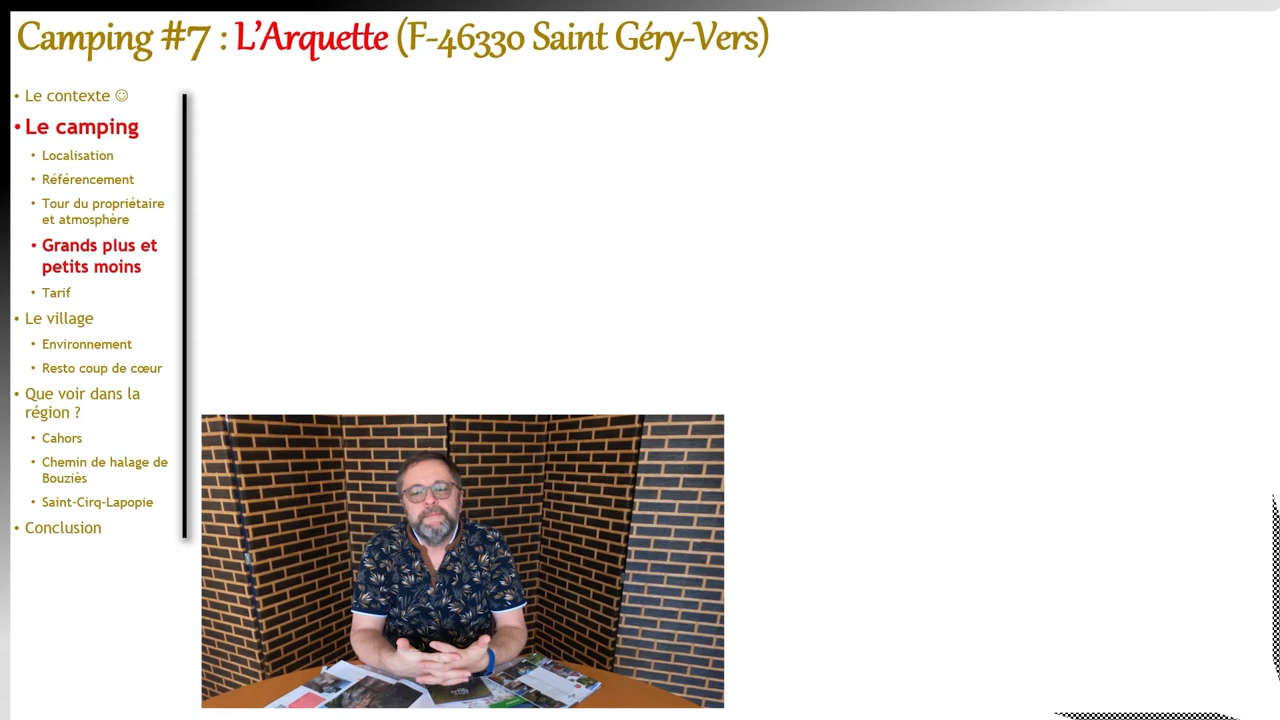 Camping #7 : L’Arquette (F-46330 Saint Géry-Vers)
• Le contexte ☺
• Le camping
• Localisation
• Référencement
• Tour du propriétaire
et atmosphère
• Grands plus et
petits moins
• Tarif
• Le village
• Environnement
• Resto coup de cœur
• Que voir dans la
région ?
• Cahors
• Chemin de halage de
Bouziès
• Saint-Cirq-Lapopie
• Conclusion